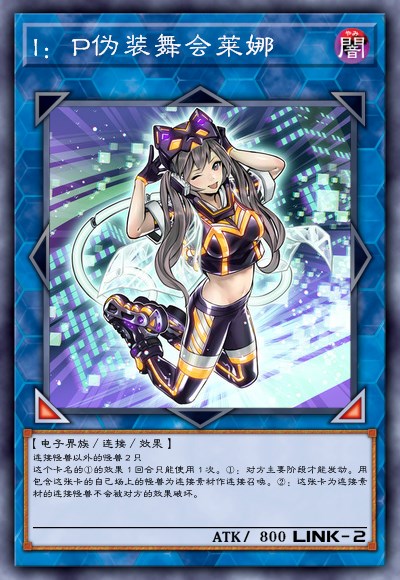 I：P伪装舞会莱娜
やみ
闇
【电子界族／连接／效果】
连接怪兽以外的怪兽2只
这个卡名的①的效果1回合只能使用1次。①：对方主要阶段才能发动。用
包含这张卡的自己场上的怪兽为连接素材作连接召唤。②：这张卡为连接素
材的连接怪兽不会被对方的效果破坏。
ATK/ 800 LINK-2